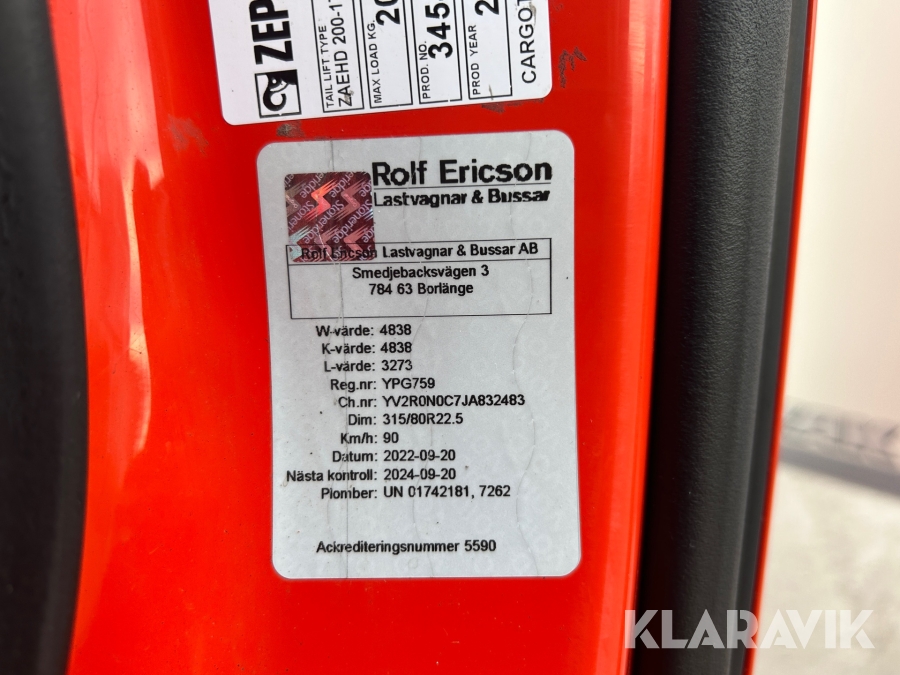 ZEP
TAIL LIFT TYPE
ZAEHD 200-1
MAX LOAD KG.
20
PROD. NO.
345
PROD YEAR
2
CARGOT
Rolf Ericson
Lastvagnar & Bussar
Stoneridge
Rolf Ericson Lastvagnar & Bussar AB
Smedjebacksvägen 3
784 63 Borlänge
W-värde: 4838
K-värde: 4838
L-värde: 3273
Reg.nr: YPG759
Ch.nr: YV2R0N0C7JA832483
Dim: 315/80R22.5
Km/h: 90
Datum: 2022-09-20
Nästa kontroll: 2024-09-20
Plomber: UN 01742181, 7262
Ackrediteringsnummer 5590
KLARAVIK